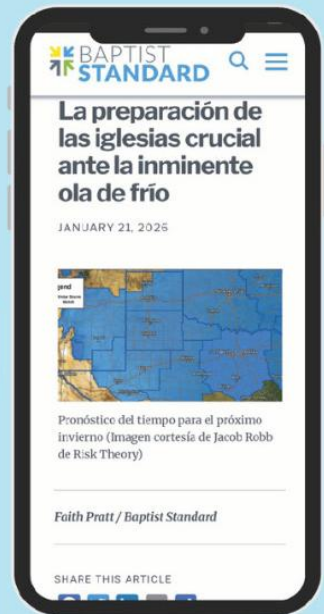 BAPTIST
STANDARD
La preparación de
las iglesias crucial
ante la inminente
ola de frío
JANUARY 21, 2026
Pronóstico del tiempo para el próximo
invierno (Imagen cortesía de Jacob Robb
de Risk Theory)
Faith Pratt / Baptist Standard
SHARE THIS ARTICLE